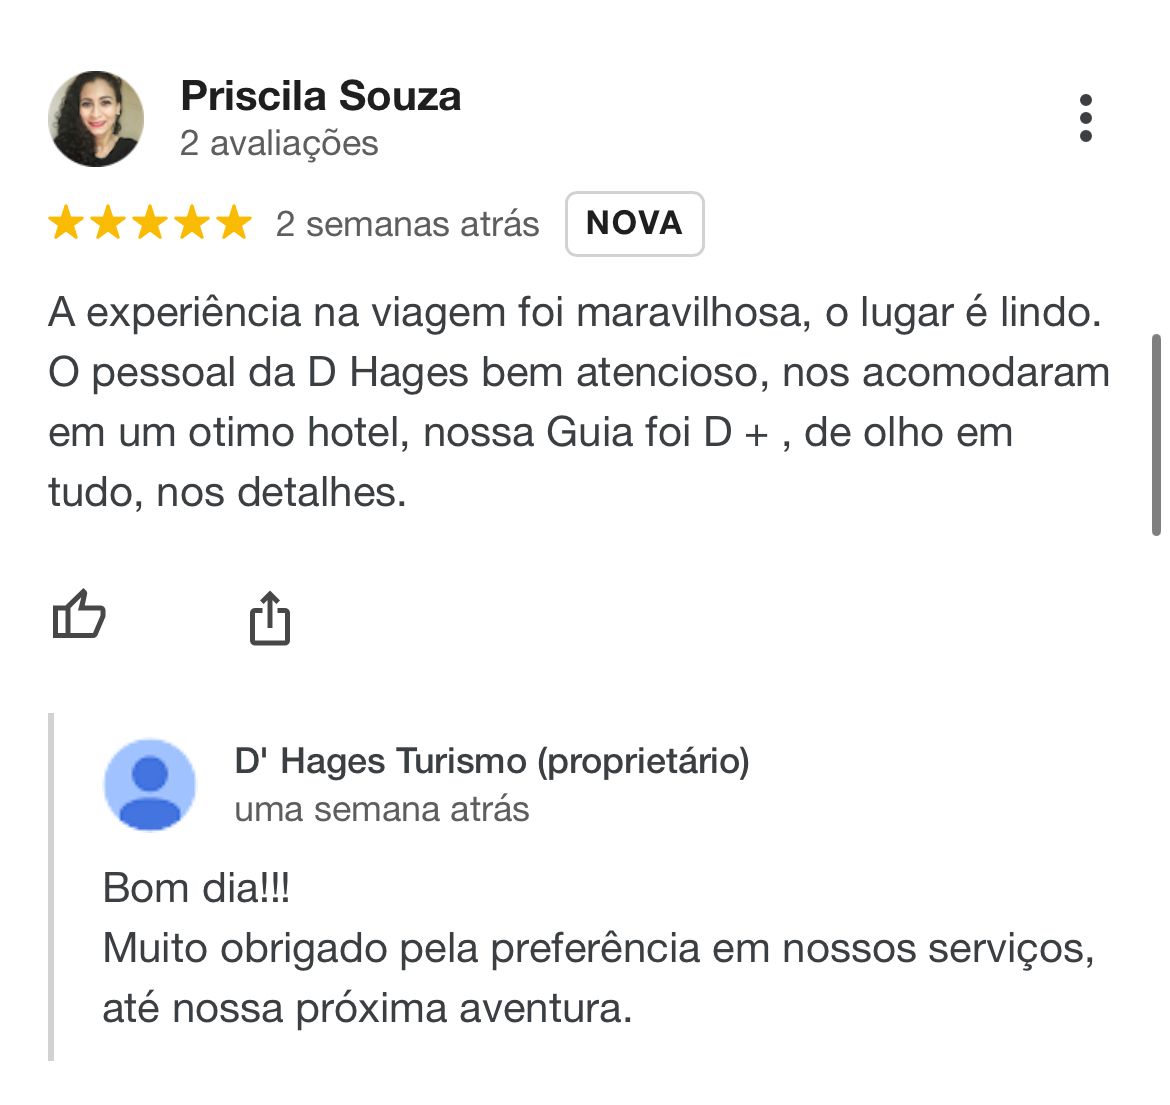 Priscila Souza
2 avaliações
2 semanas atrás NOVA
A experiência na viagem foi maravilhosa, o lugar é lindo.
O pessoal da D Hages bem atencioso, nos acomodaram
em um otimo hotel, nossa Guia foi D + , de olho em
tudo, nos detalhes.
D' Hages Turismo (proprietário)
uma semana atrás
Bom dia!!!
Muito obrigado pela preferência em nossos serviços,
até nossa próxima aventura.